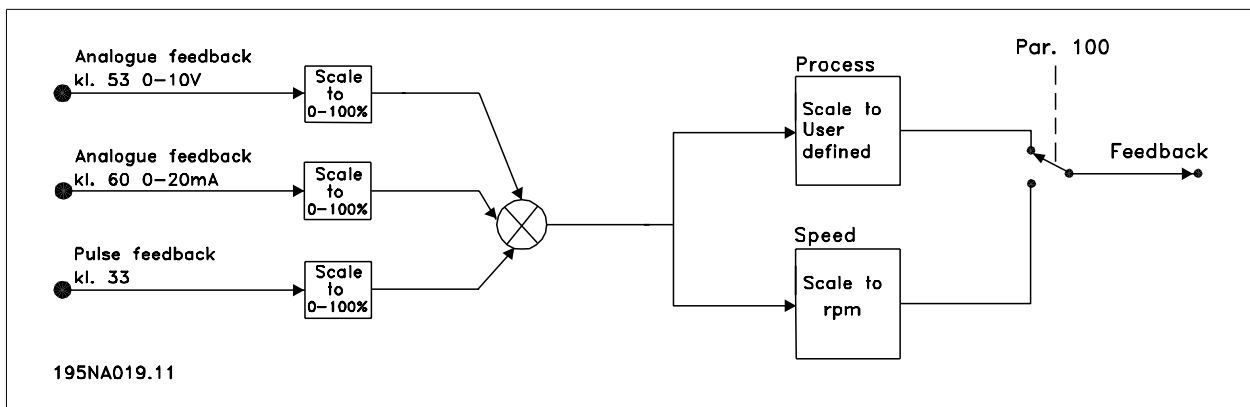 Analogue feedback
kl. 53 0-10V
Scale
to
0-100%
Analogue feedback
kl. 60 0-20mA
Scale
to
0-100%
Pulse feedback
kl. 33
Scale
to
0-100%
Process
Scale to
User
defined
Speed
Scale to
rpm
Par. 100
Feedback
195NA019.11